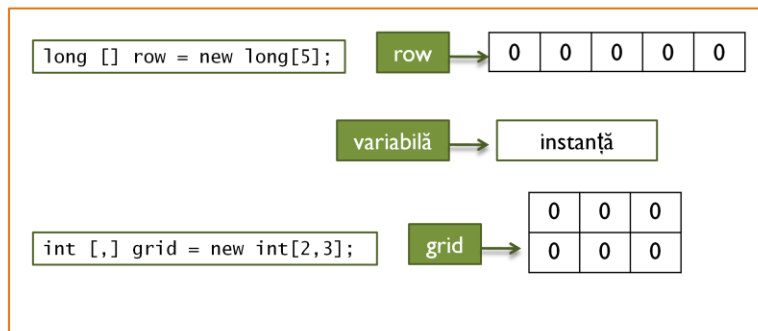 long [] row = new long[5];
row
0 0 0 0 0
variabilă
instanță
int [,] grid = new int[2,3];
grid
0 0 0
0 0 0